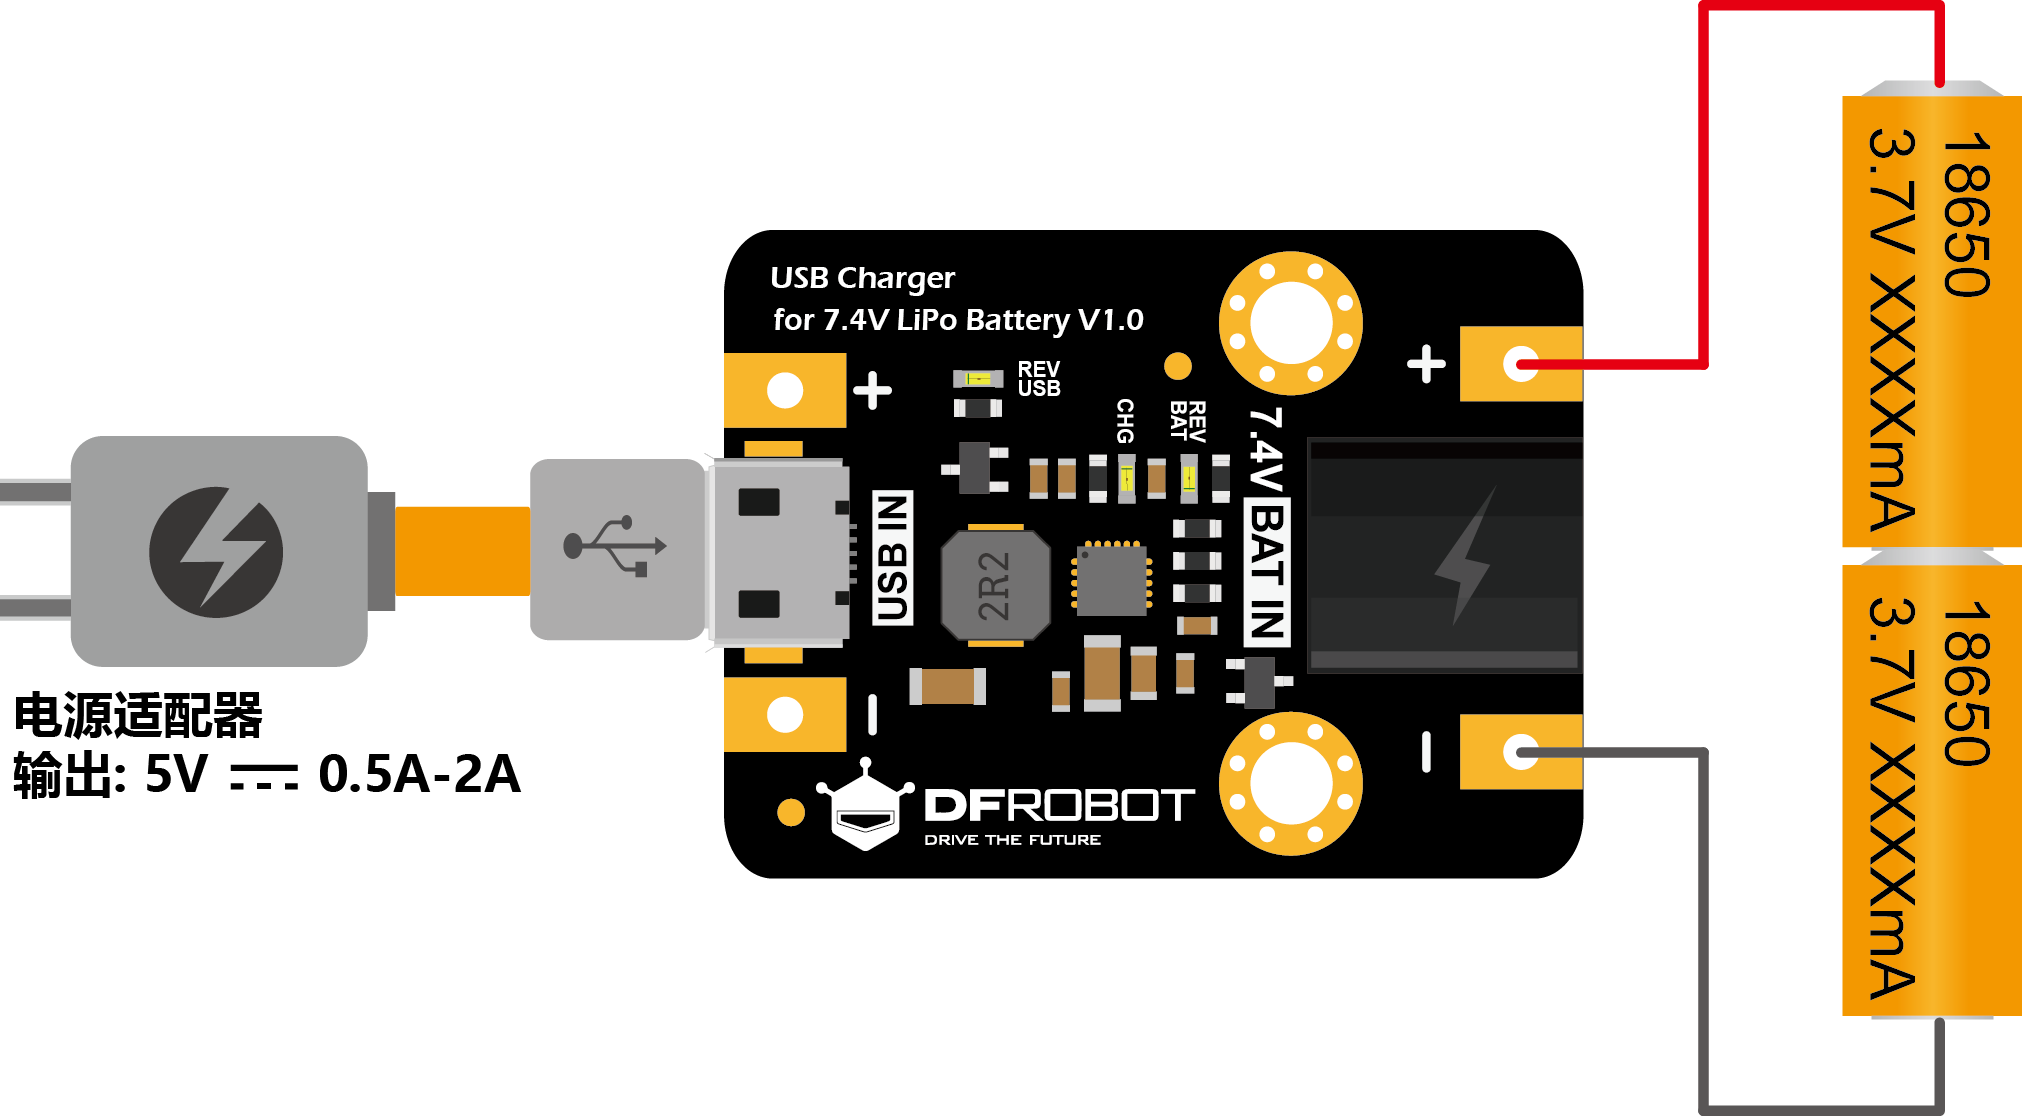 USB Charger
for 7.4V LiPo Battery V1.0
+
REV
USB
CHG
REV
BAT
7.4V BAT IN
+
USB IN
2R2
DFROBOT
DRIVE THE FUTURE
电源适配器
输出: 5V ⎓ 0.5A-2A
18650
3.7V XXXXmA
18650
3.7V XXXXmA